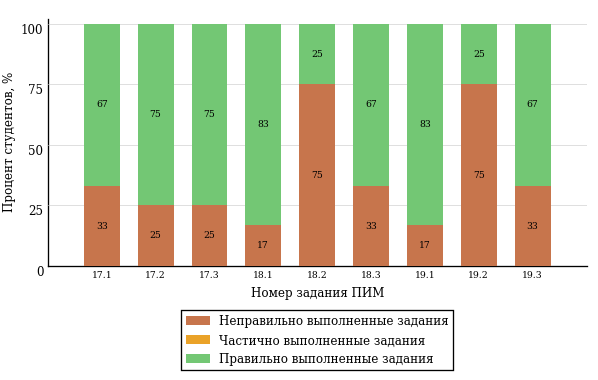 100
75
50
25
0
Процент студентов, %
67 75 75 83 25 67 83 25 67
33 25 25 17 75 33 17 75 33
17.1 17.2 17.3 18.1 18.2 18.3 19.1 19.2 19.3
Номер задания ПИМ
Неправильно выполненные задания
Частично выполненные задания
Правильно выполненные задания